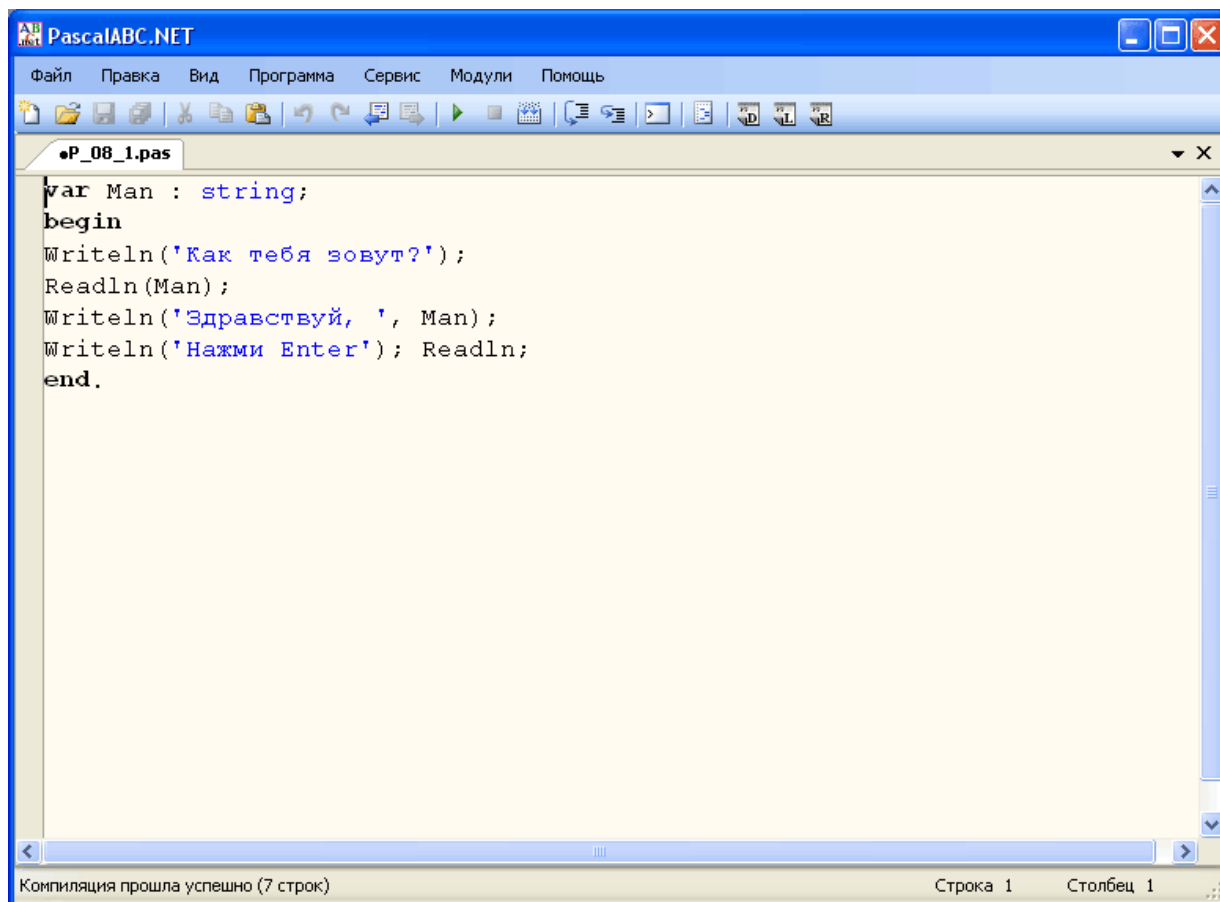 PascalABC.NET
Файл Правка Вид Программа Сервис Модули Помощь
•P_08_1.pas
var Man : string;
begin
Writeln('Как тебя зовут?');
Readln(Man);
Writeln('Здравствуй, ', Man);
Writeln('Нажми Enter'); Readln;
end.
Компиляция прошла успешно (7 строк) Строка 1 Столбец 1